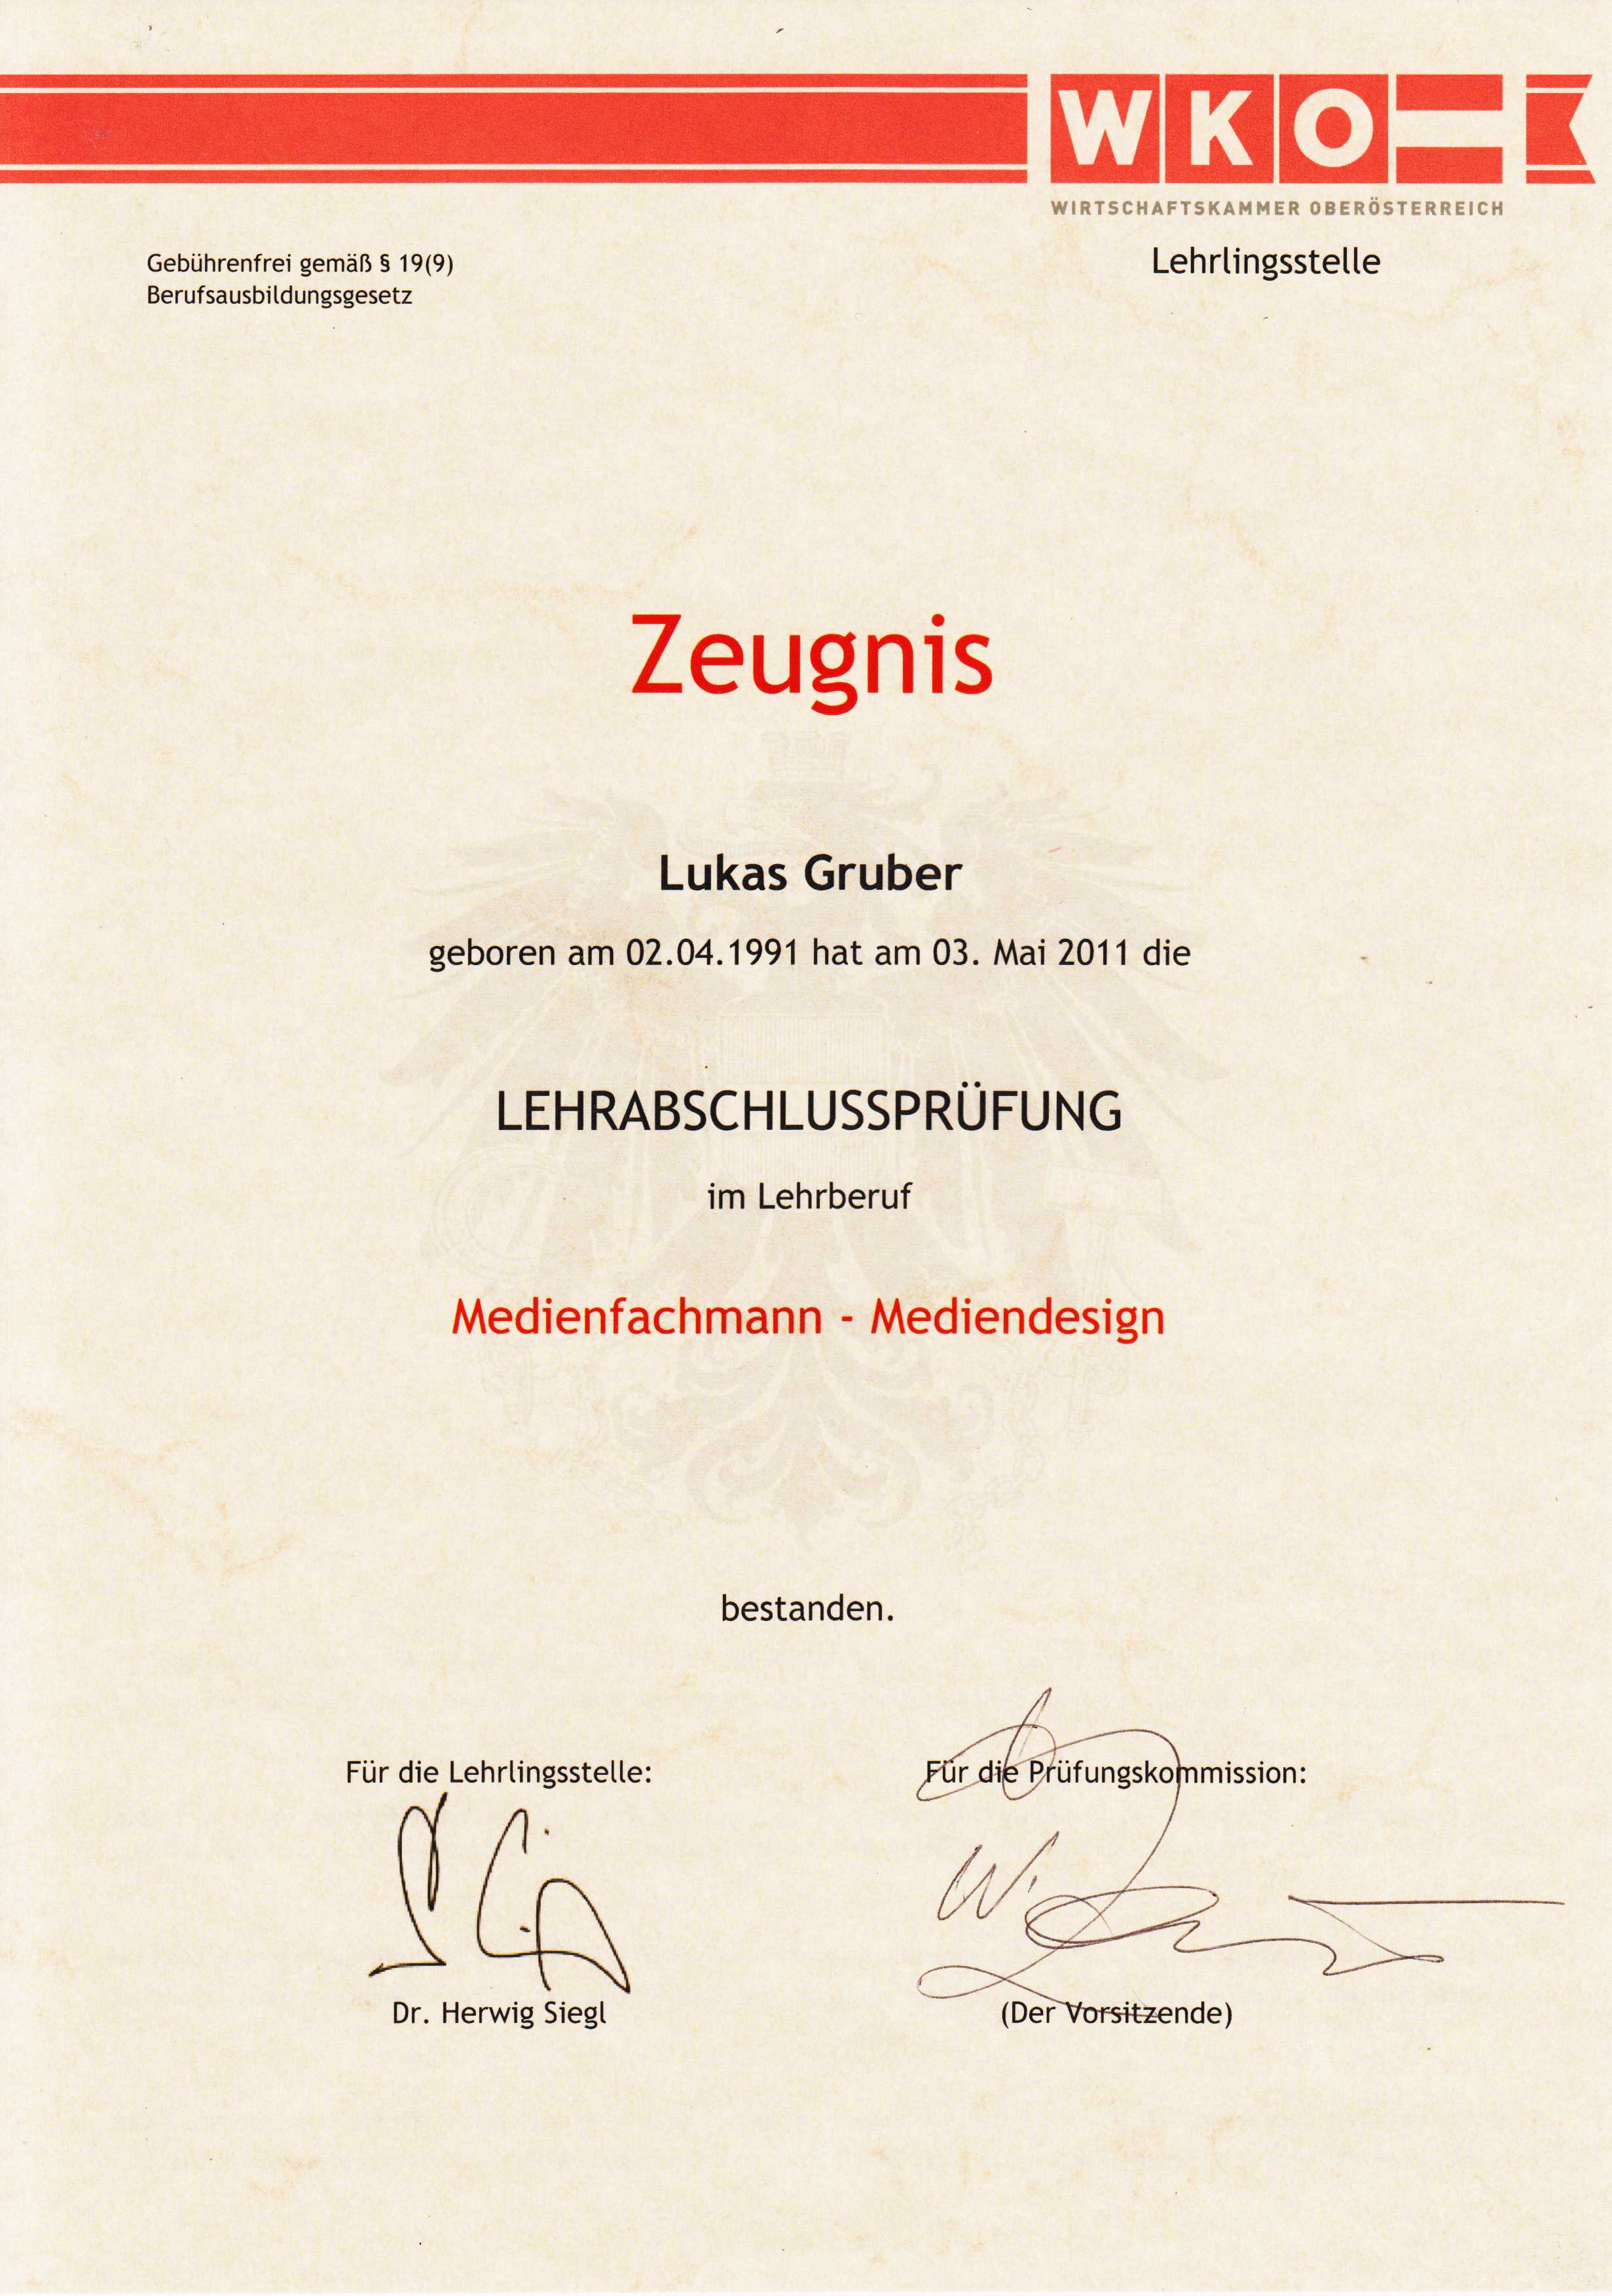 WKO
WIRTSCHAFTSKAMMER OBERÖSTERREICH
Gebührenfrei gemäß § 19(9)
Berufsausbildungsgesetz
Lehrlingsstelle
Zeugnis
Lukas Gruber
geboren am 02.04.1991 hat am 03. Mai 2011 die
LEHRABSCHLUSSPRÜFUNG
im Lehrberuf
Medienfachmann - Mediendesign
bestanden.
Für die Lehrlingsstelle:
Für die Prüfungskommission:
Dr. Herwig Siegl
(Der Vorsitzende)